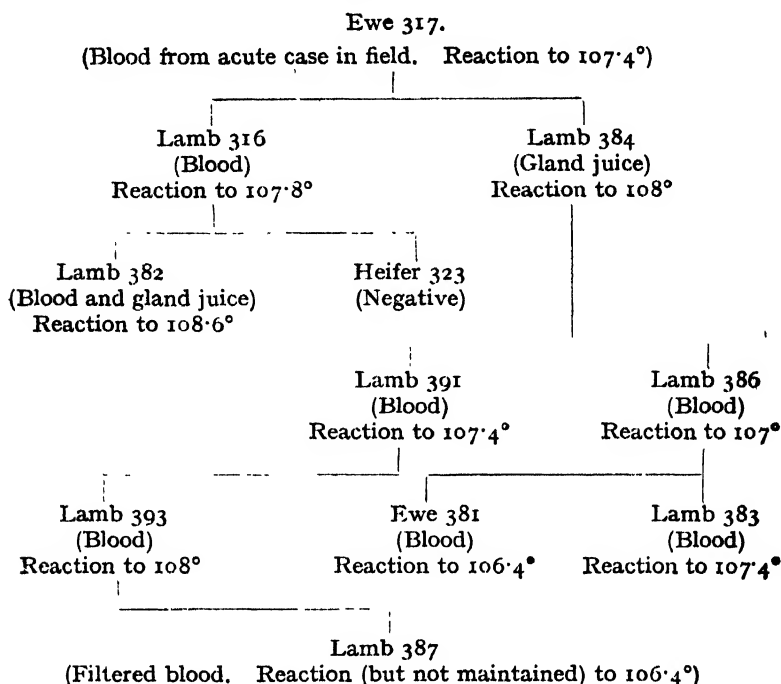 Ewe 317.
(Blood from acute case in field. Reaction to 107·4°)
Lamb 316
(Blood)
Reaction to 107·8°
Lamb 384
(Gland juice)
Reaction to 108°
Lamb 382
(Blood and gland juice)
Reaction to 108·6°
Heifer 323
(Negative)
Lamb 391
(Blood)
Reaction to 107·4°
Lamb 386
(Blood)
Reaction to 107°
Lamb 393
(Blood)
Reaction to 108°
Ewe 381
(Blood)
Reaction to 106·4°
Lamb 383
(Blood)
Reaction to 107·4°
Lamb 387
(Filtered blood. Reaction (but not maintained) to 106·4°)